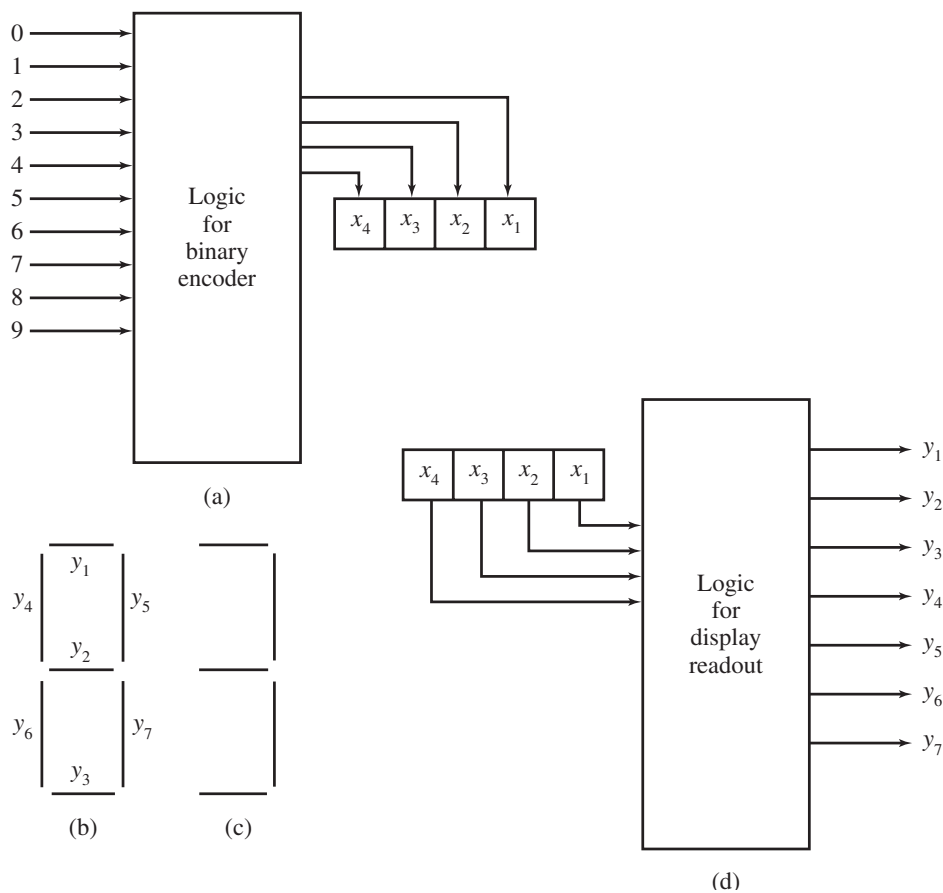 0
1
2
3
4
5
6
7
8
9
Logic
for
binary
encoder
x₄ x₃ x₂ x₁
(a)
x₄ x₃ x₂ x₁
Logic
for
display
readout
y₁
y₂
y₃
y₄
y₅
y₆
y₇
(d)
y₁
y₄ y₅
y₂
y₆ y₇
y₃
(b)
(c)